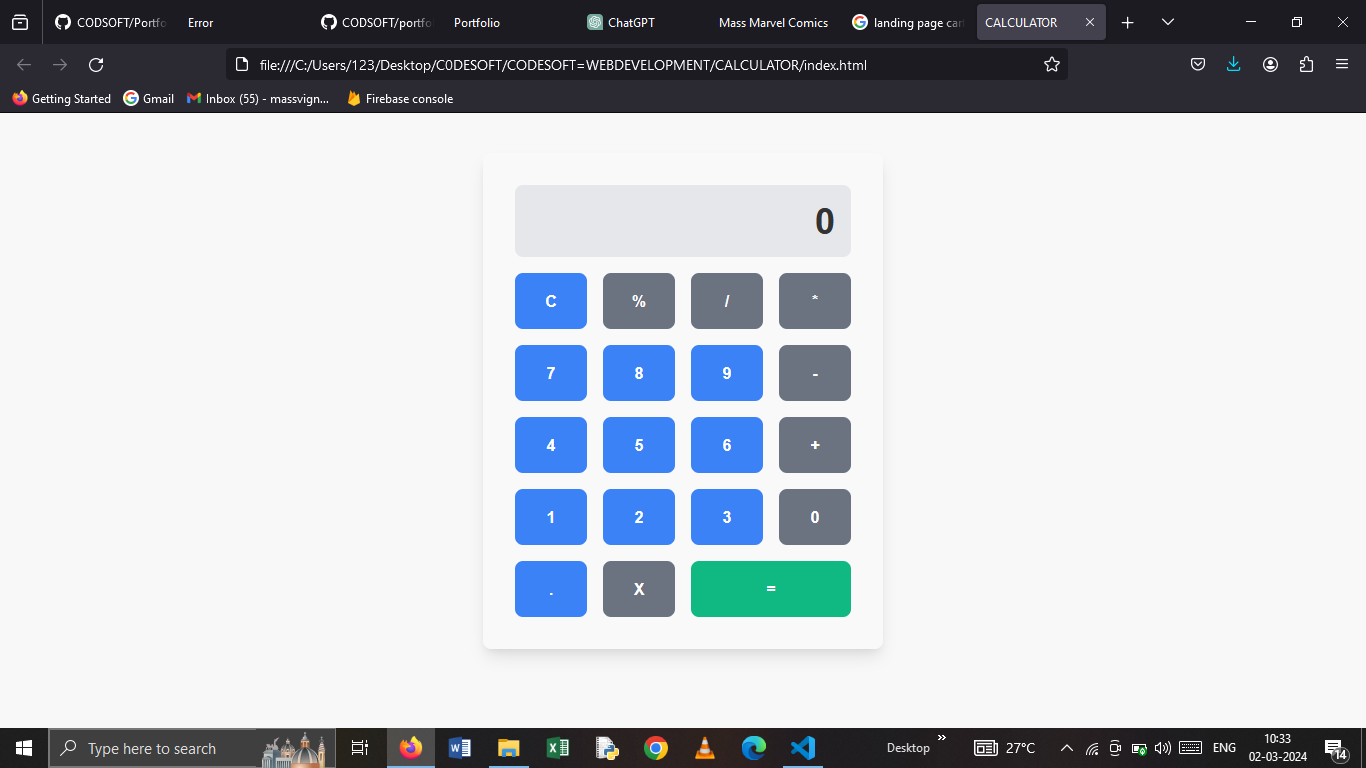 CODSOFT/Portfo Error CODSOFT/portfo Portfolio ChatGPT Mass Marvel Comics landing page car CALCULATOR
file:///C:/Users/123/Desktop/C0DESOFT/CODESOFT=WEBDEVELOPMENT/CALCULATOR/index.html
Getting Started Gmail Inbox (55) - massvign... Firebase console
0
C % / *
7 8 9 -
4 5 6 +
1 2 3 0
. X =
Type here to search Desktop » 27°C ENG 10:33
02-03-2024 14